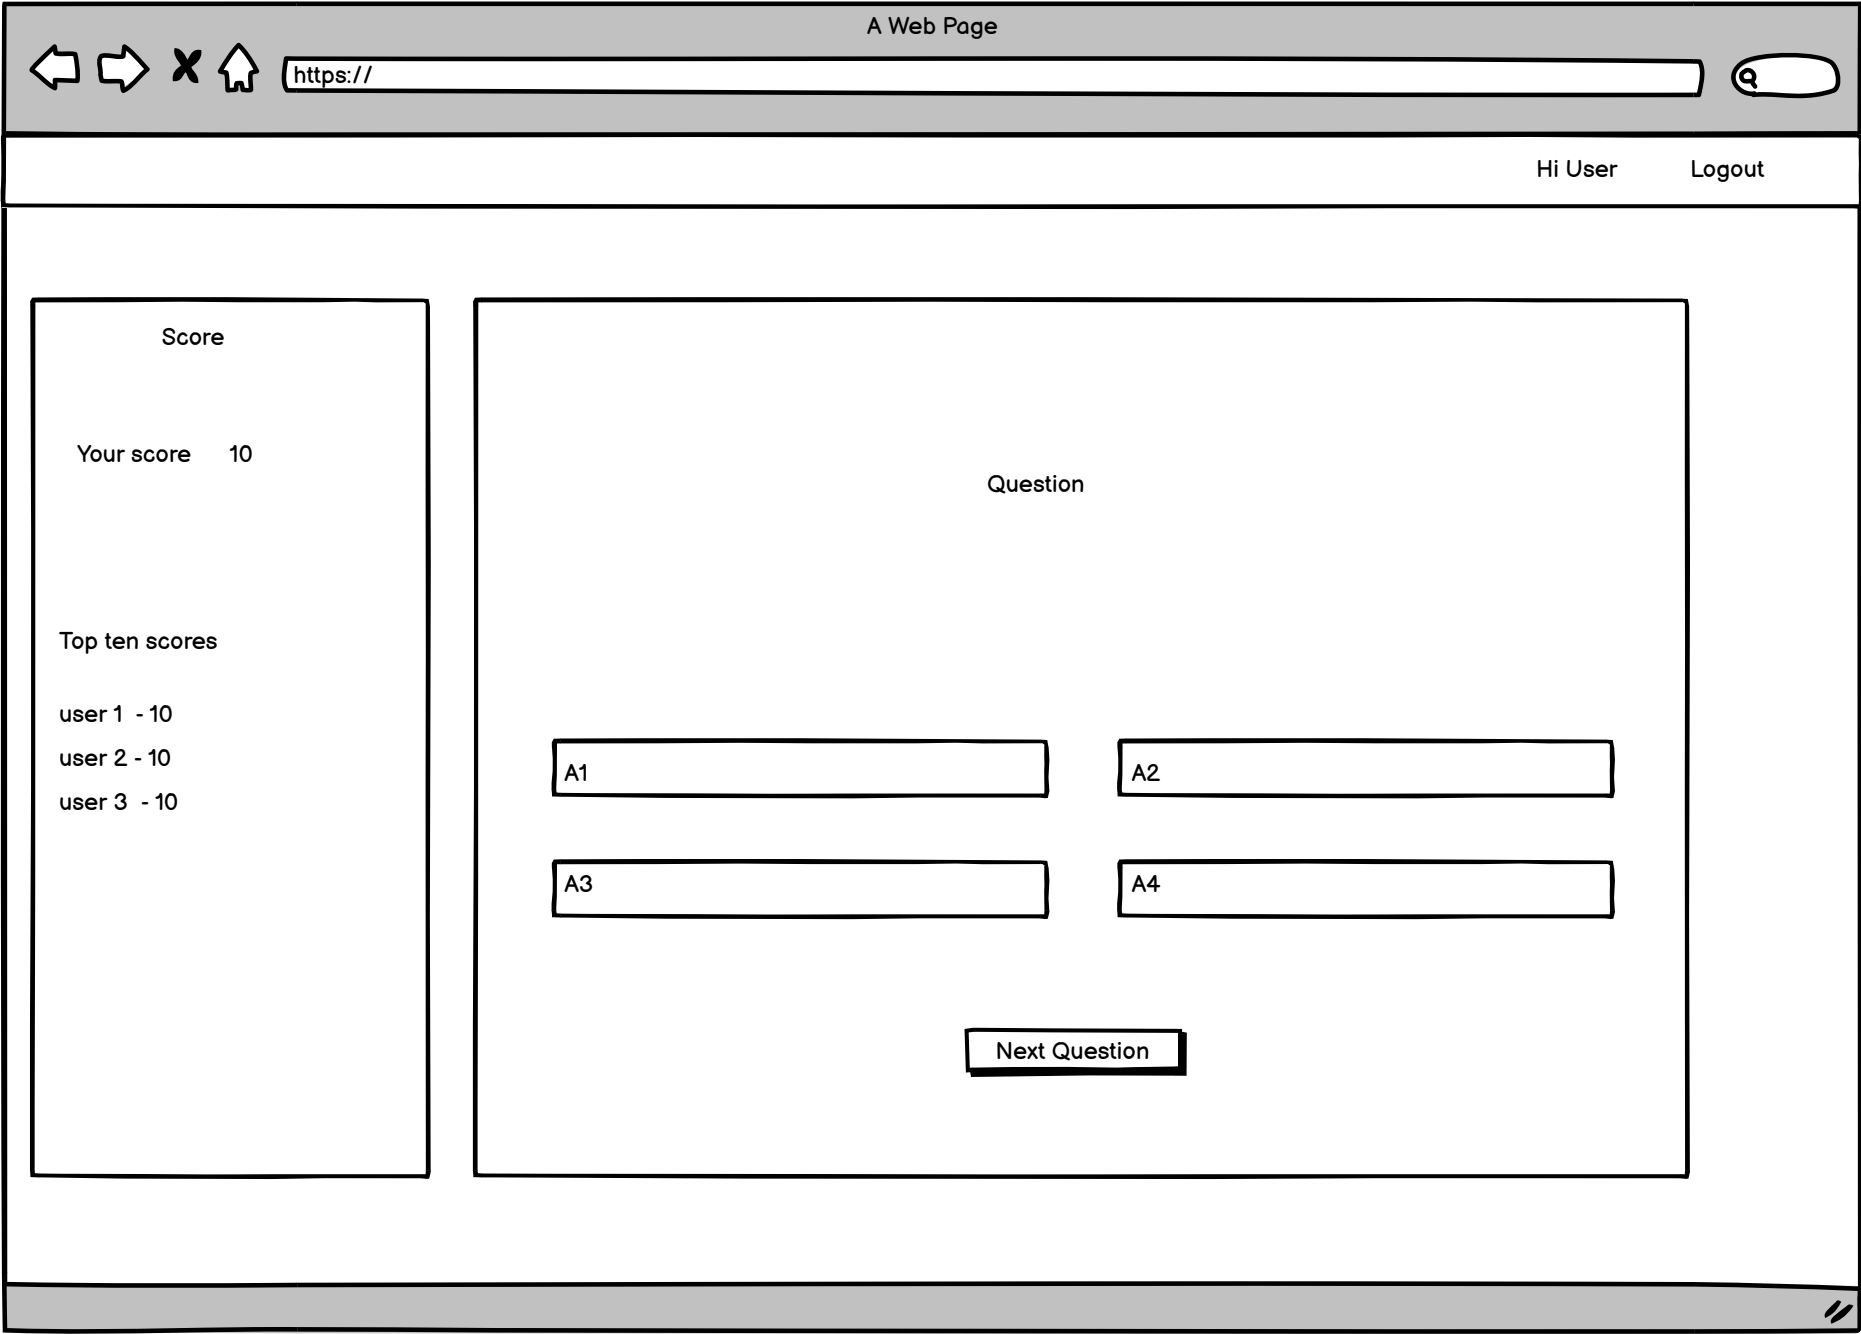 A Web Page
https://
Hi User Logout
Score
Your score 10
Top ten scores
user 1 - 10
user 2 - 10
user 3 - 10
Question
A1 A2
A3 A4
Next Question